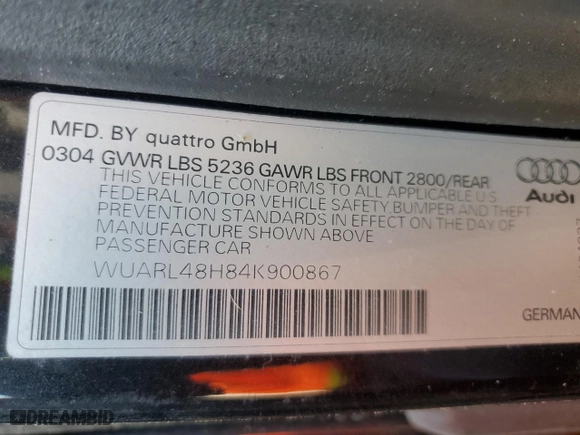 MFD. BY quattro GmbH
0304 GVWR LBS 5236 GAWR LBS FRONT 2800/REAR
THIS VEHICLE CONFORMS TO ALL APPLICABLE U.S
FEDERAL MOTOR VEHICLE SAFETY BUMPER AND THEFT
PREVENTION STANDARDS IN EFFECT ON THE DAY OF
MANUFACTURE SHOWN ABOVE
PASSENGER CAR
WUARL48H84K900867
Audi
GERMAN
DREAMBID